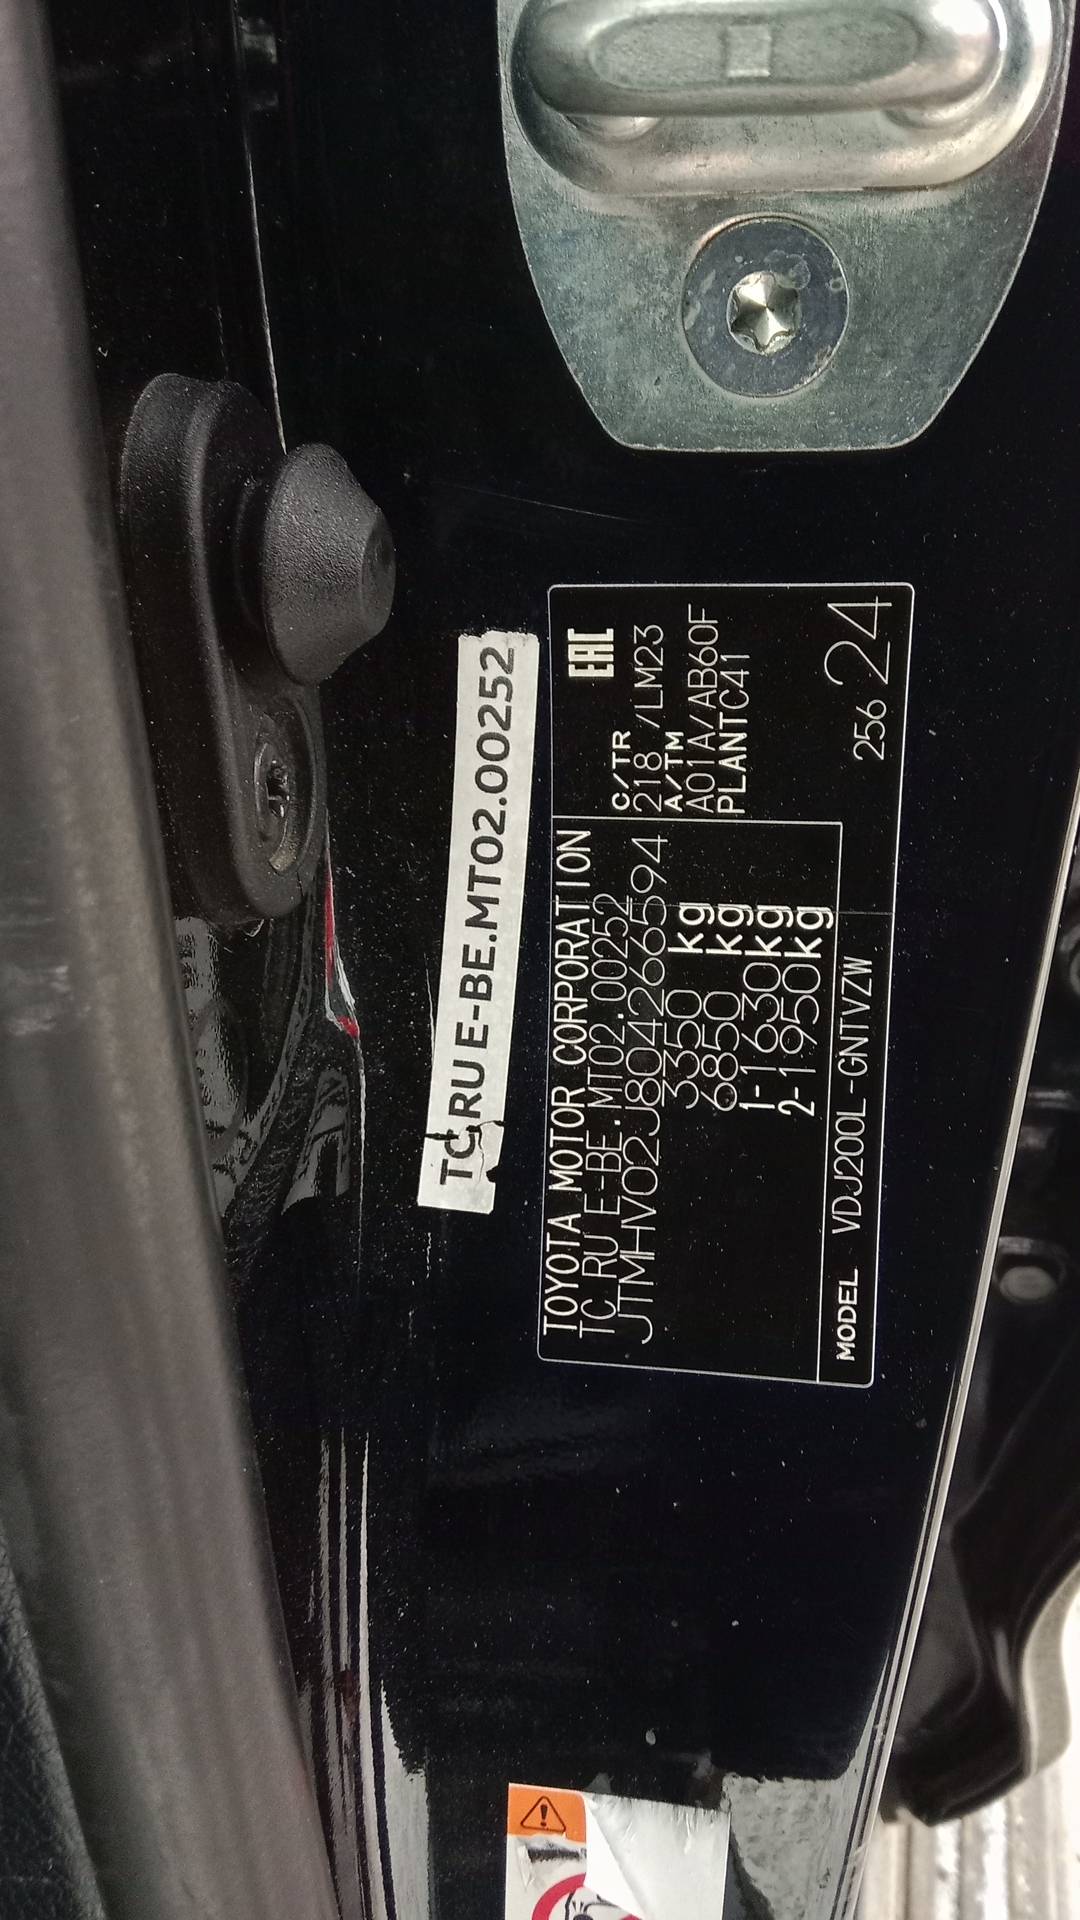 TC RU E-BE.MT02.00252
TOYOTA MOTOR CORPORATION
TC RU E-BE.MT02.00252
JTMHV02J804266594
3350 kg
6850 kg
1-1630kg
2-1950kg
EAC
C/TR
218 /LM23
A/TM
A01A/AB60F
PLANTC41
MODEL VDJ200L-GNTVZW
256 24